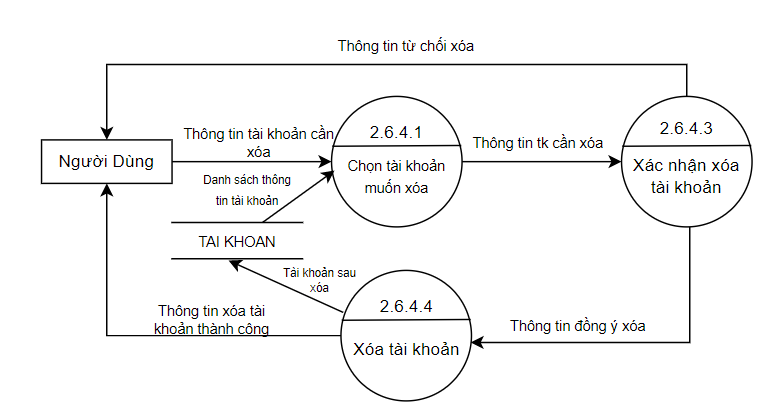 Thông tin từ chối xóa
Thông tin tài khoản cần
xóa
2.6.4.1
Chọn tài khoản
muốn xóa
Thông tin tk cần xóa
2.6.4.3
Xác nhận xóa
tài khoản
Người Dùng
Danh sách thông
tin tài khoản
TAI KHOAN
Tài khoản sau
xóa
2.6.4.4
Xóa tài khoản
Thông tin xóa tài
khoản thành công
Thông tin đồng ý xóa